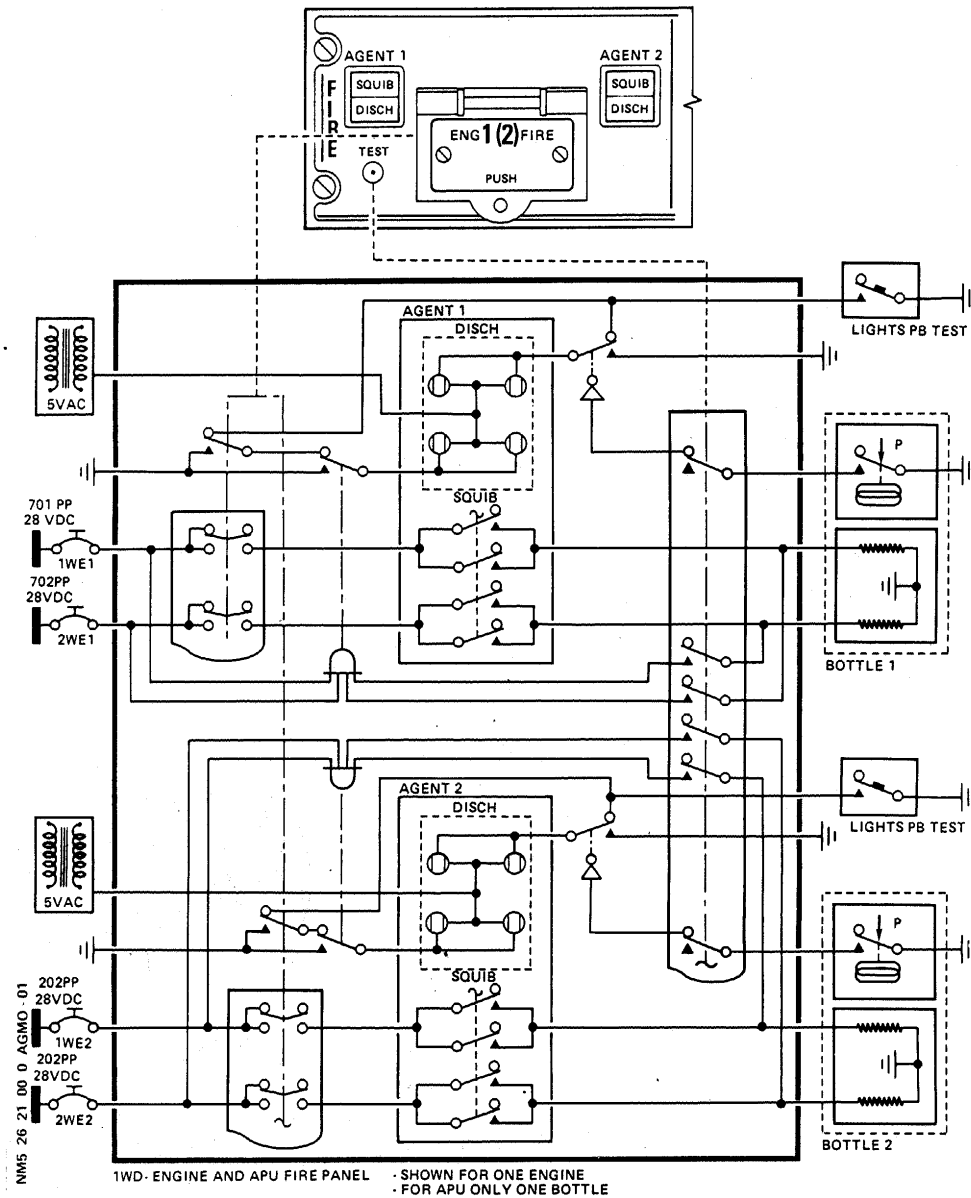 AGENT 1
AGENT 2
SQUIB
DISCH
SQUIB
DISCH
FIRE
ENG 1(2) FIRE
TEST
PUSH
AGENT 1
DISCH
LIGHTS PB TEST
5VAC
P
SQUIB
701 PP
28 VDC
1WE1
702PP
28VDC
2WE1
BOTTLE 1
AGENT 2
DISCH
LIGHTS PB TEST
5VAC
P
SQUIB
202PP
28VDC
1WE2
202PP
28VDC
2WE2
BOTTLE 2
NM5 26 21 00 0 AGMO - 01
1WD- ENGINE AND APU FIRE PANEL
- SHOWN FOR ONE ENGINE
- FOR APU ONLY ONE BOTTLE